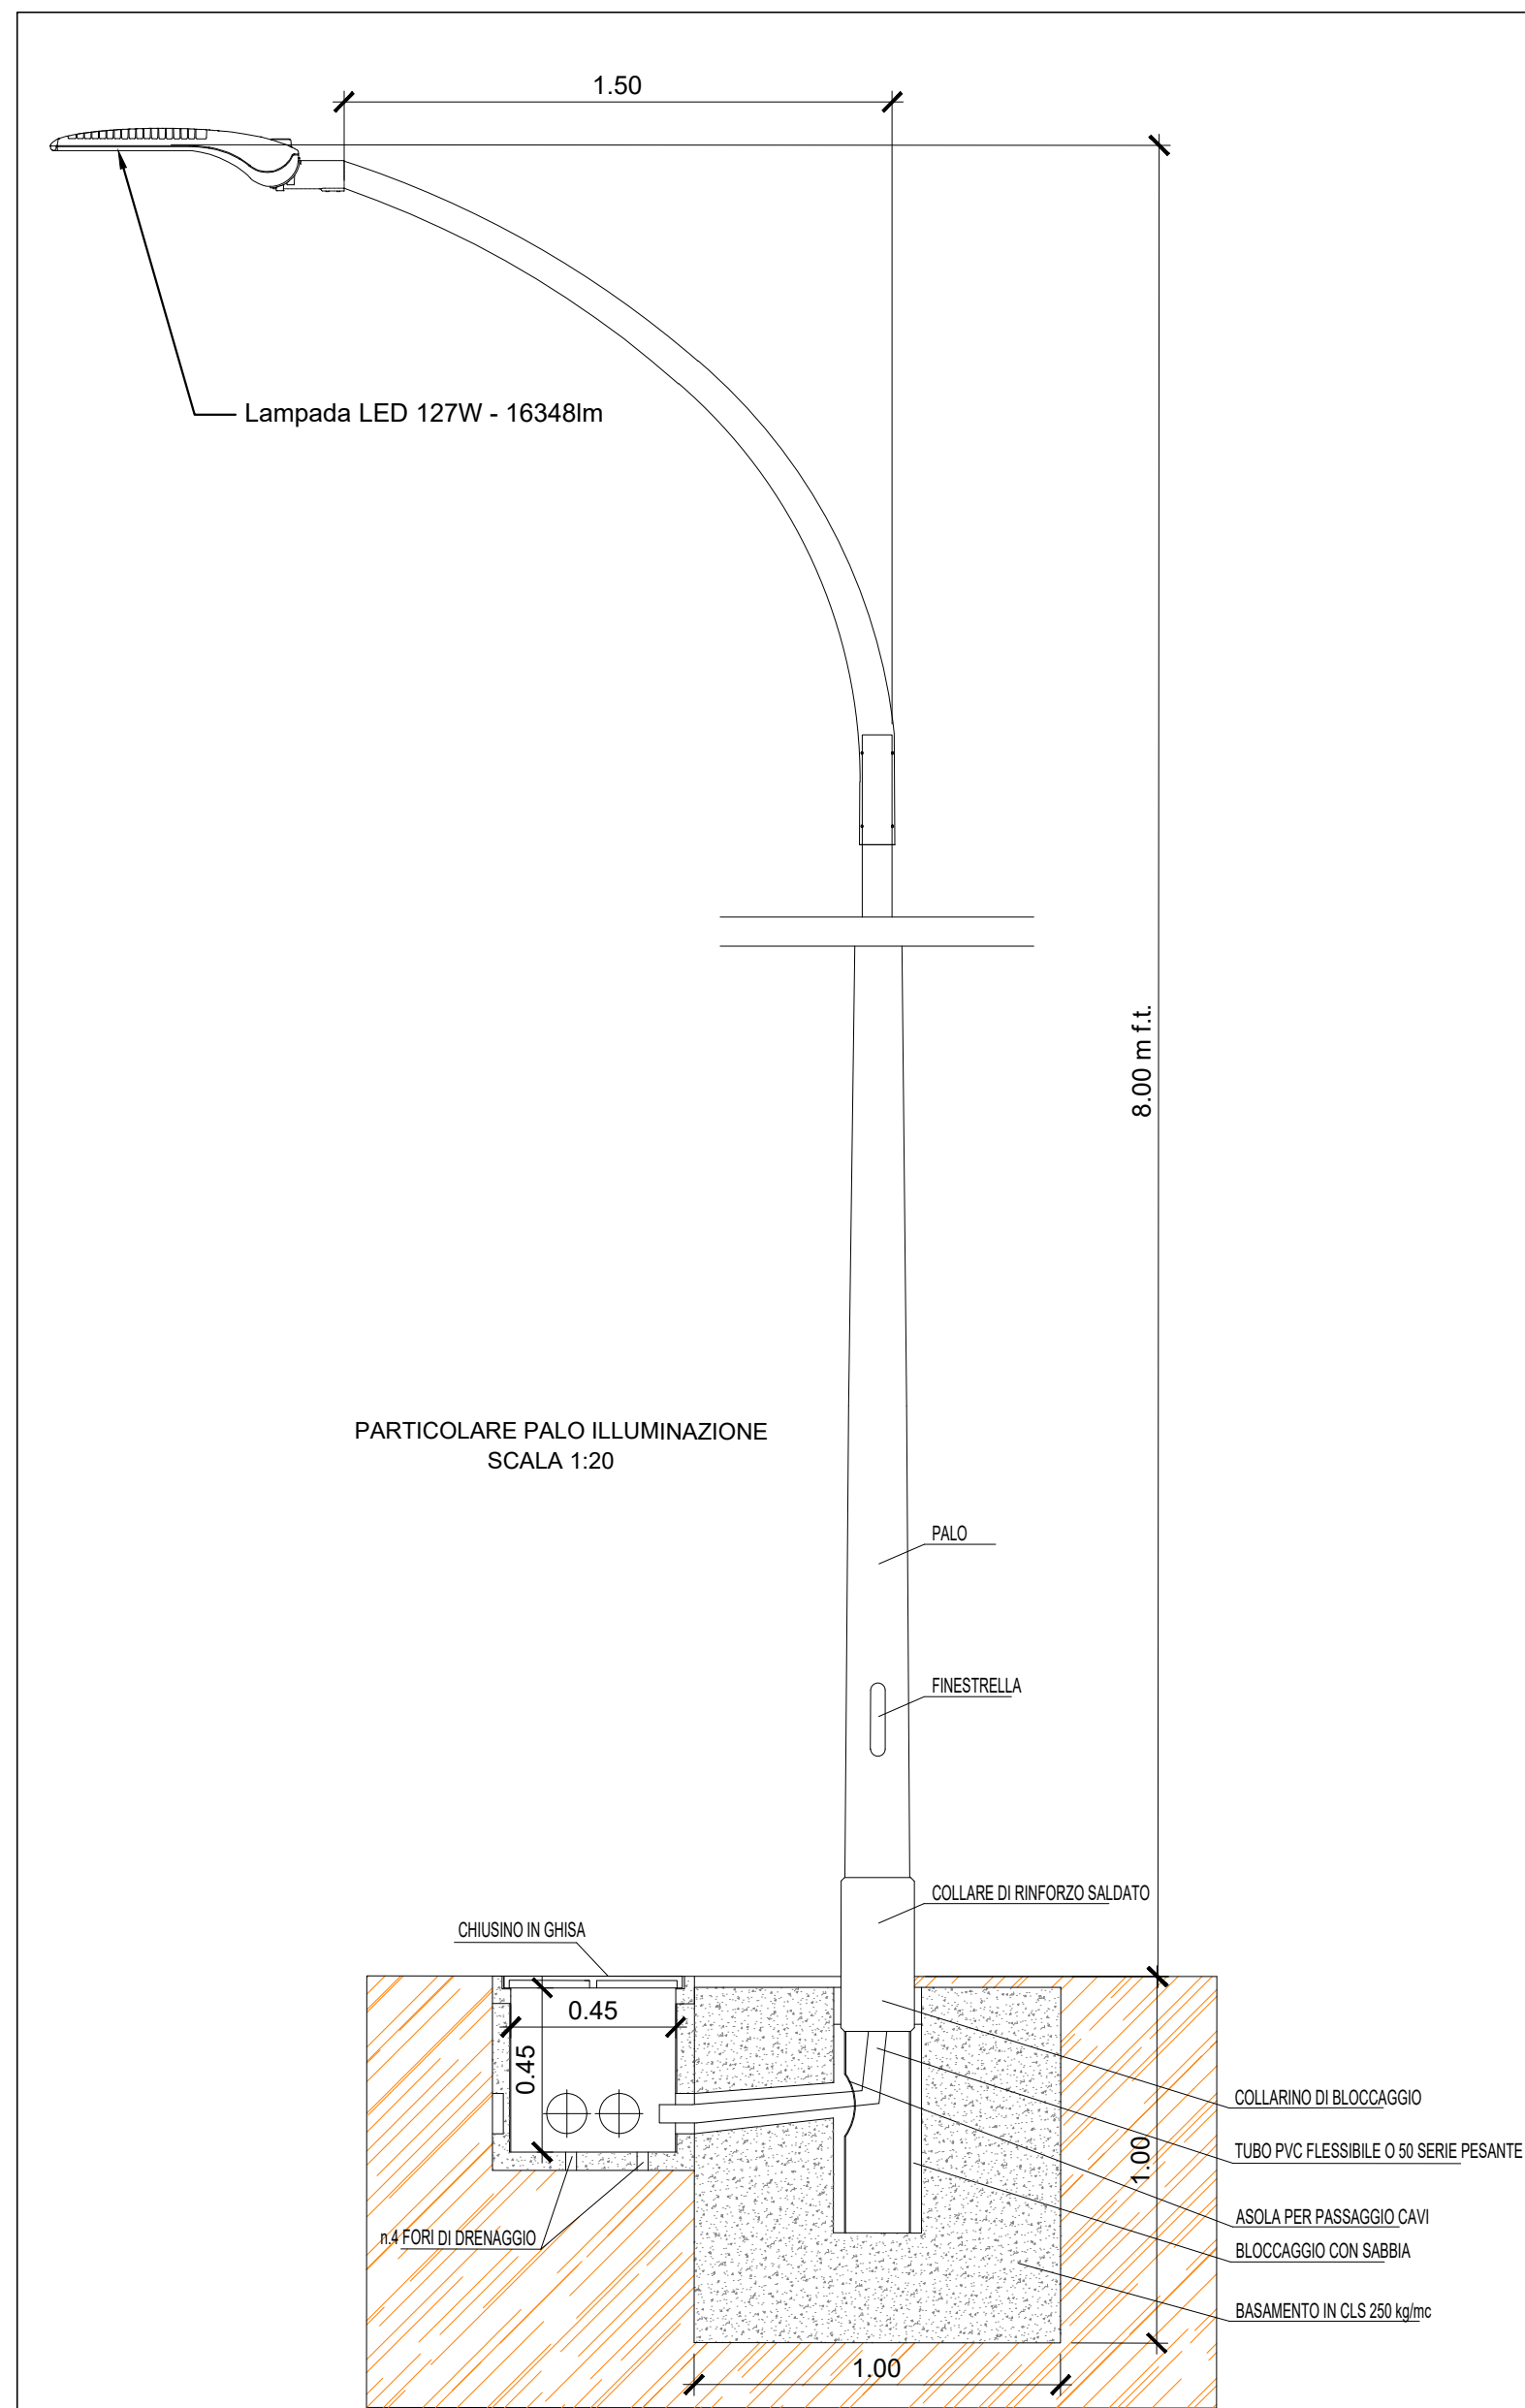 1.50
Lampada LED 127W - 16348lm
8.00 m f.t.
PARTICOLARE PALO ILLUMINAZIONE
SCALA 1:20
PALO
FINESTRELLA
COLLARE DI RINFORZO SALDATO
CHIUSINO IN GHISA
0.45
0.45
COLLARINO DI BLOCCAGGIO
TUBO PVC FLESSIBILE O 50 SERIE PESANTE
1.00
ASOLA PER PASSAGGIO CAVI
n.4 FORI DI DRENAGGIO
BLOCCAGGIO CON SABBIA
BASAMENTO IN CLS 250 kg/mc
1.00